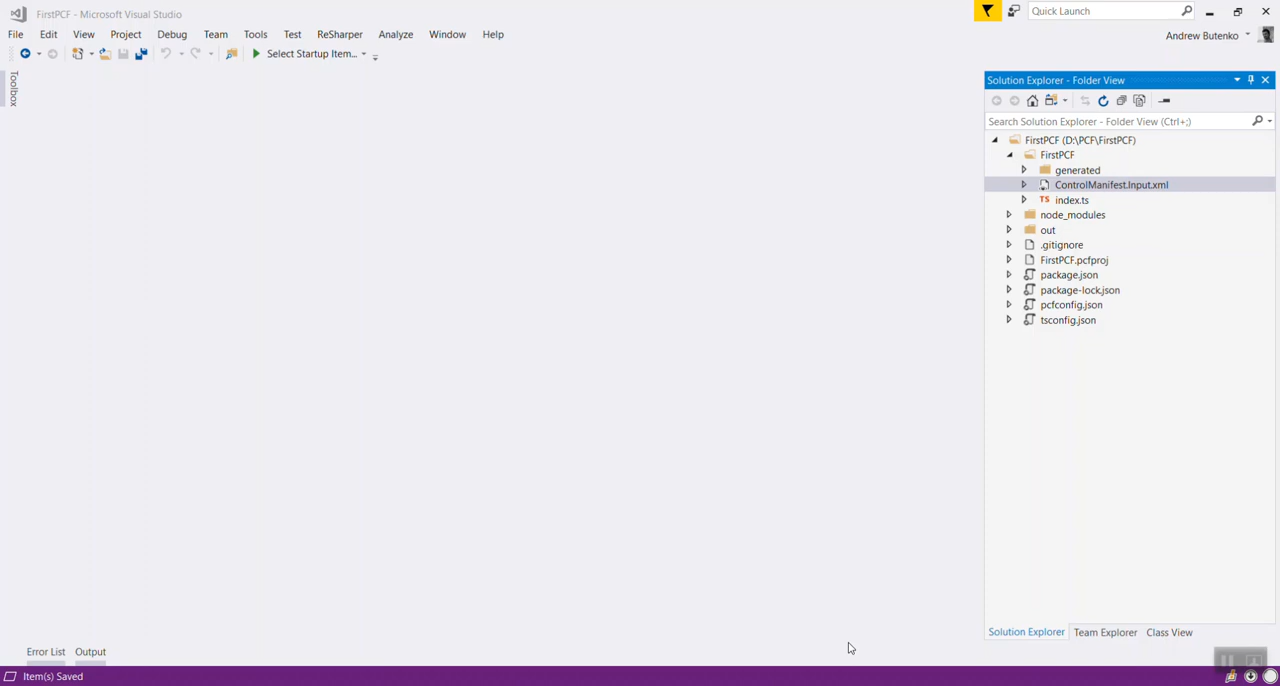 FirstPCF - Microsoft Visual Studio
Quick Launch
File Edit View Project Debug Team Tools Test ReSharper Analyze Window Help
Andrew Butenko
Select Startup Item...
Toolbox
Solution Explorer - Folder View
Search Solution Explorer - Folder View (Ctrl+;)
FirstPCF (D:\PCF\FirstPCF)
FirstPCF
generated
ControlManifest.Input.xml
TS index.ts
node_modules
out
.gitignore
FirstPCF.pcfproj
package.json
package-lock.json
pcfconfig.json
tsconfig.json
Solution Explorer Team Explorer Class View
Error List Output
Item(s) Saved